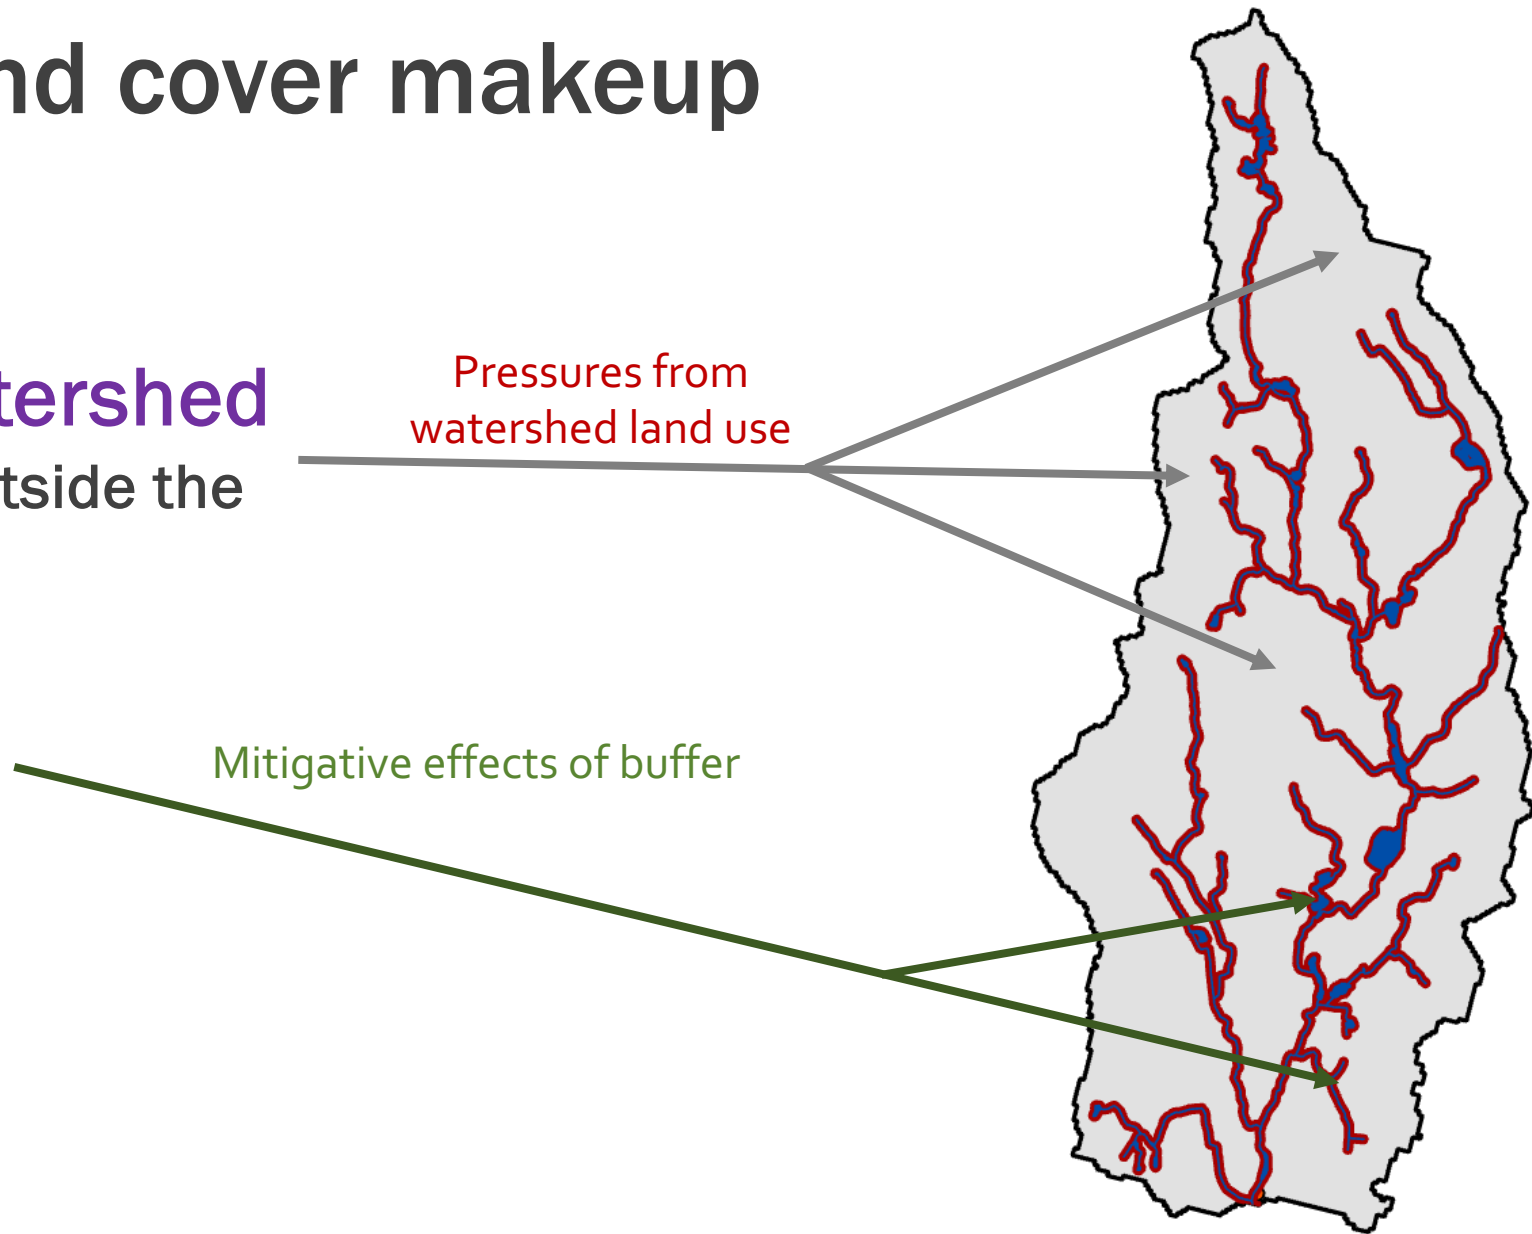 nd cover makeup
tershed
tside the
Pressures from
watershed land use
Mitigative effects of buffer